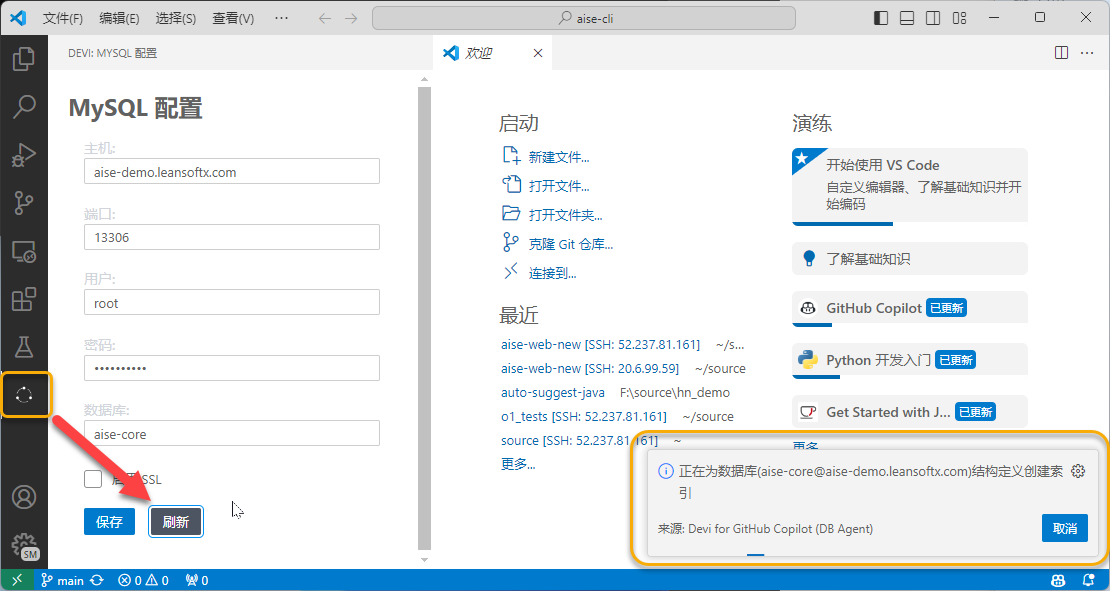 文件(F) 编辑(E) 选择(S) 查看(V) ··· aise-cli
DEVI: MYSQL 配置
欢迎
MySQL 配置
主机:
aise-demo.leansoftx.com
端口:
13306
用户:
root
密码:
••••••••••
数据库:
aise-core
SSL
保存 刷新
启动
新建文件...
打开文件...
打开文件夹...
克隆 Git 仓库...
连接到...
最近
aise-web-new [SSH: 52.237.81.161] ~/s...
aise-web-new [SSH: 20.6.99.59] ~/source
auto-suggest-java F:\source\hn_demo
o1_tests [SSH: 52.237.81.161] ~/source
source [SSH: 52.237.81.161] ~
更多...
演练
开始使用 VS Code
自定义编辑器、了解基础知识并开
始编码
了解基础知识
GitHub Copilot 已更新
Python 开发入门 已更新
Get Started with J... 已更新
更多...
正在为数据库(aise-core@aise-demo.leansoftx.com)结构定义创建索
引
来源: Devi for GitHub Copilot (DB Agent)
取消
SM
main 0 0 0